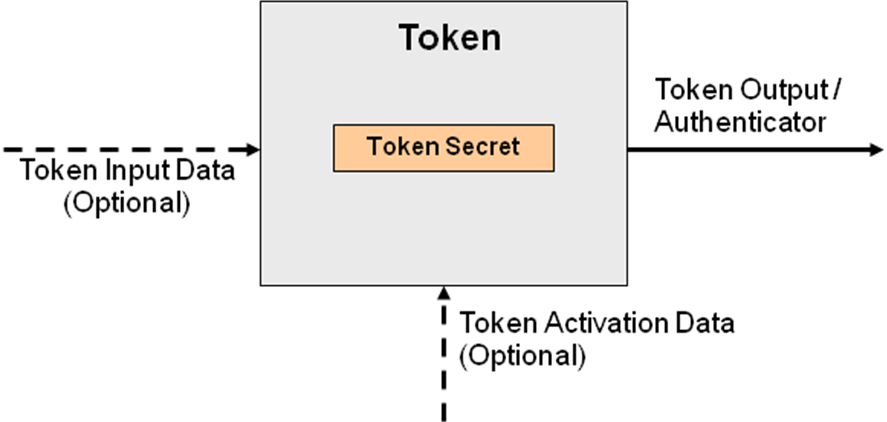 Token
Token Output /
Authenticator
Token Secret
Token Input Data
(Optional)
Token Activation Data
(Optional)